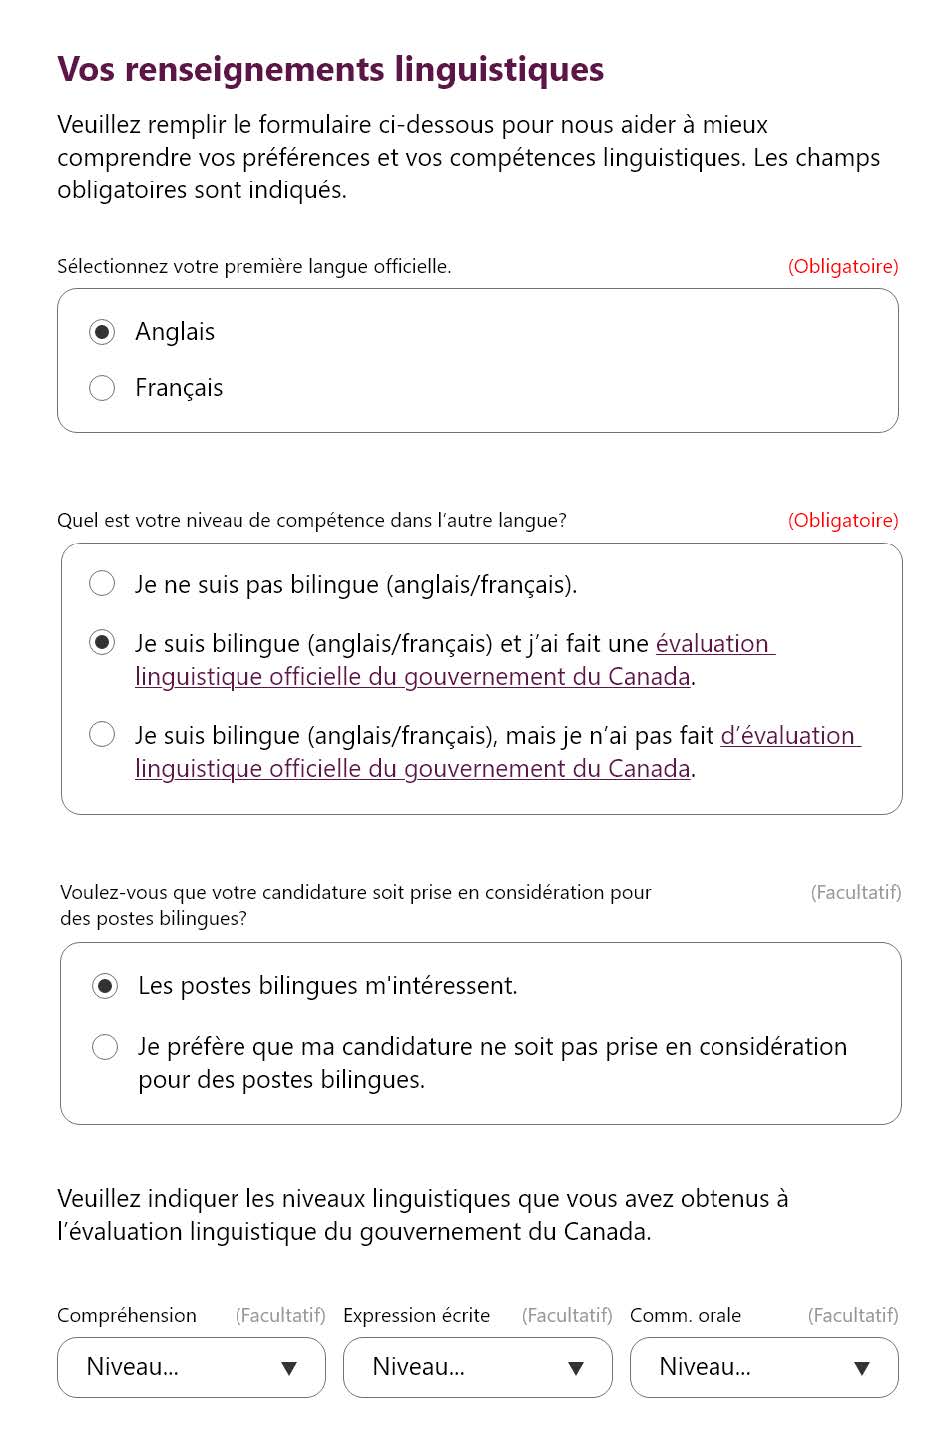 Vos renseignements linguistiques
Veuillez remplir le formulaire ci-dessous pour nous aider à mieux
comprendre vos préférences et vos compétences linguistiques. Les champs
obligatoires sont indiqués.
Sélectionnez votre première langue officielle. (Obligatoire)
Anglais
Français
Quel est votre niveau de compétence dans l’autre langue? (Obligatoire)
Je ne suis pas bilingue (anglais/français).
Je suis bilingue (anglais/français) et j’ai fait une évaluation
linguistique officielle du gouvernement du Canada.
Je suis bilingue (anglais/français), mais je n’ai pas fait d’évaluation
linguistique officielle du gouvernement du Canada.
Voulez-vous que votre candidature soit prise en considération pour (Facultatif)
des postes bilingues?
Les postes bilingues m'intéressent.
Je préfère que ma candidature ne soit pas prise en considération
pour des postes bilingues.
Veuillez indiquer les niveaux linguistiques que vous avez obtenus à
l’évaluation linguistique du gouvernement du Canada.
Compréhension (Facultatif) Expression écrite (Facultatif) Comm. orale (Facultatif)
Niveau... Niveau... Niveau...